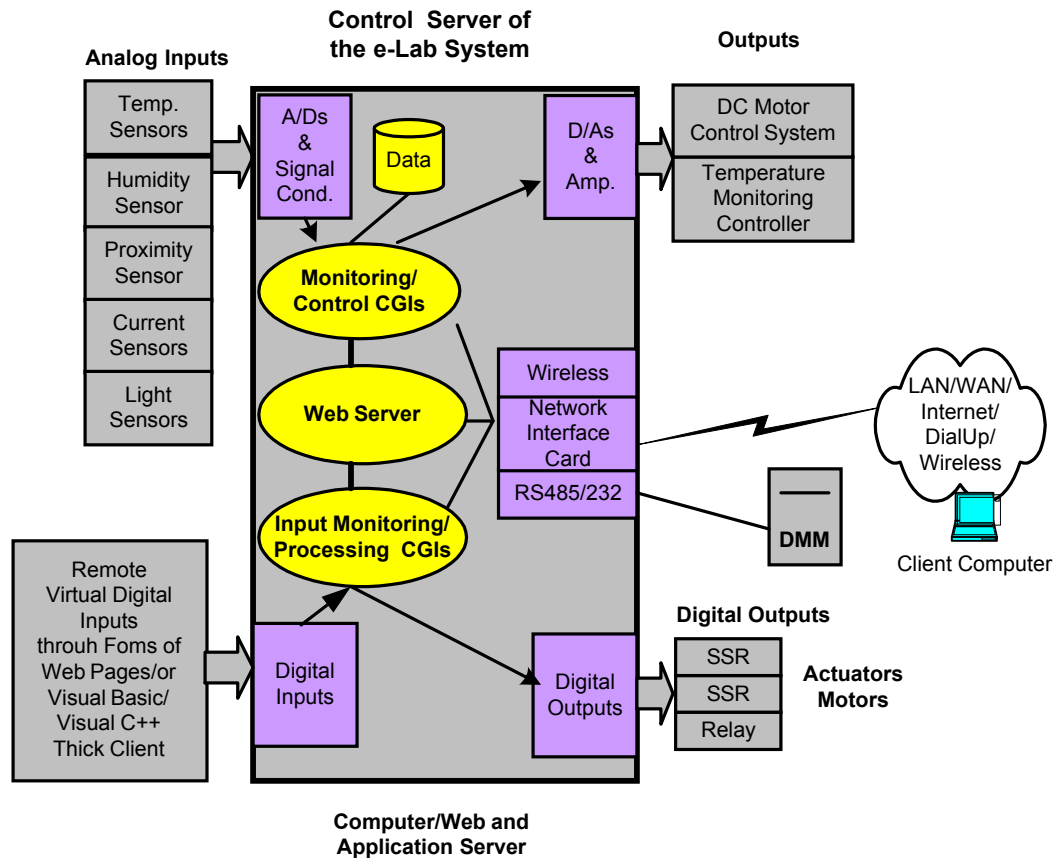 Control Server of
the e-Lab System
Analog Inputs
Temp.
Sensors
Humidity
Sensor
Proximity
Sensor
Current
Sensors
Light
Sensors
A/Ds
&
Signal
Cond.
Data
D/As
&
Amp.
Outputs
DC Motor
Control System
Temperature
Monitoring
Controller
Monitoring/
Control CGIs
Web Server
Input Monitoring/
Processing CGIs
Wireless
Network
Interface
Card
RS485/232
LAN/WAN/
Internet/
DialUp/
Wireless
Client Computer
DMM
Remote
Virtual Digital
Inputs
throuh Foms of
Web Pages/or
Visual Basic/
Visual C++
Thick Client
Digital
Inputs
Digital
Outputs
Digital Outputs
SSR
SSR
Relay
Actuators
Motors
Computer/Web and
Application Server